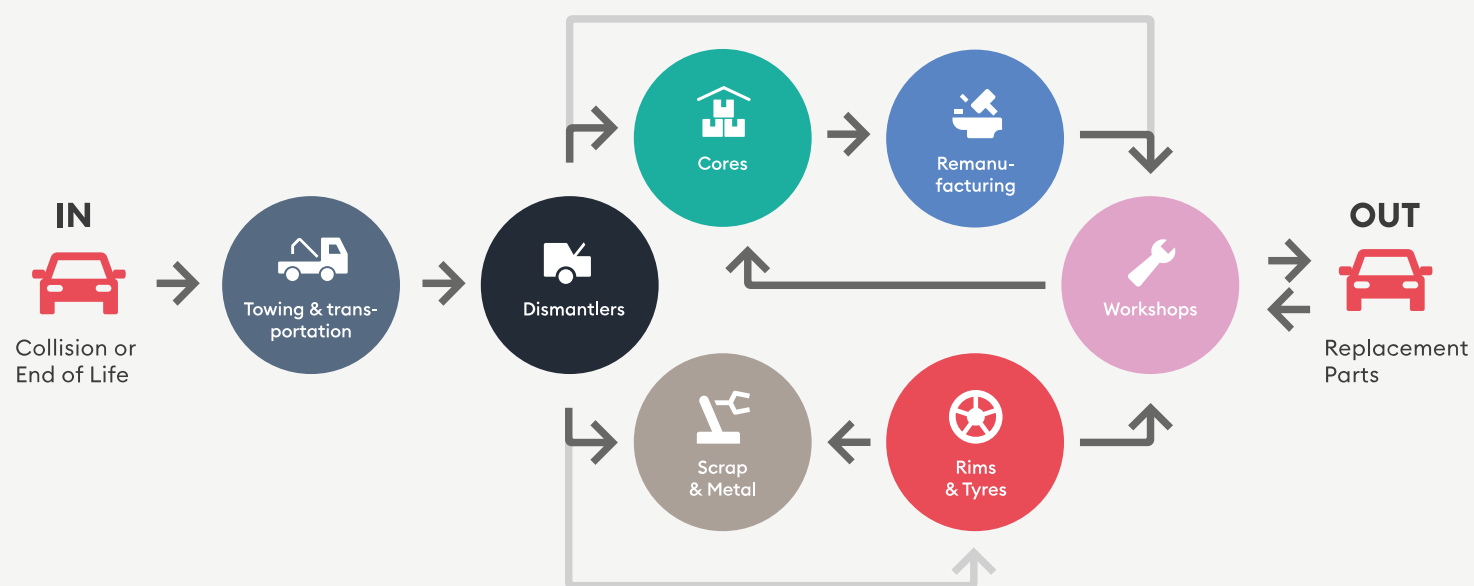 IN
Collision or
End of Life
Towing & trans-
portation
Dismantlers
Cores
Remanu-
facturing
Scrap
& Metal
Rims
& Tyres
Workshops
OUT
Replacement
Parts